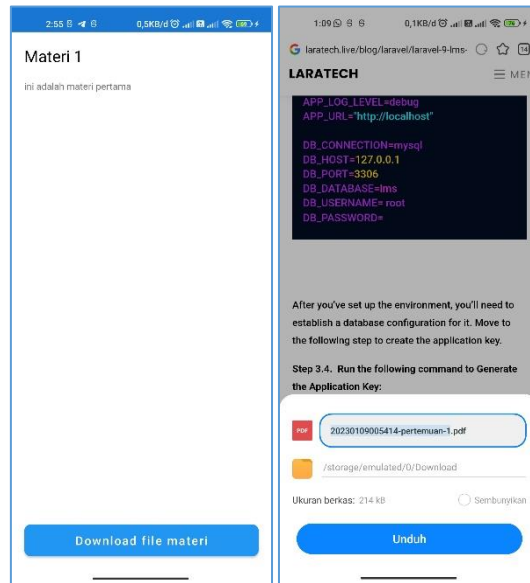 2:55
0,5KB/d
Materi 1
ini adalah materi pertama
Download file materi
1:09
0,1KB/d
laratech.live/blog/laravel/laravel-9-lms-
14
LARATECH
MEN
APP_LOG_LEVEL=debug
APP_URL="http://localhost"
DB_CONNECTION=mysql
DB_HOST=127.0.0.1
DB_PORT=3306
DB_DATABASE=lms
DB_USERNAME= root
DB_PASSWORD=
After you've set up the environment, you'll need to
establish a database configuration for it. Move to
the following step to create the application key.
Step 3.4. Run the following command to Generate
the Application Key:
PDF
20230109005414-pertemuan-1.pdf
/storage/emulated/0/Download
Ukuran berkas: 214 kB
Sembunyikan
Unduh